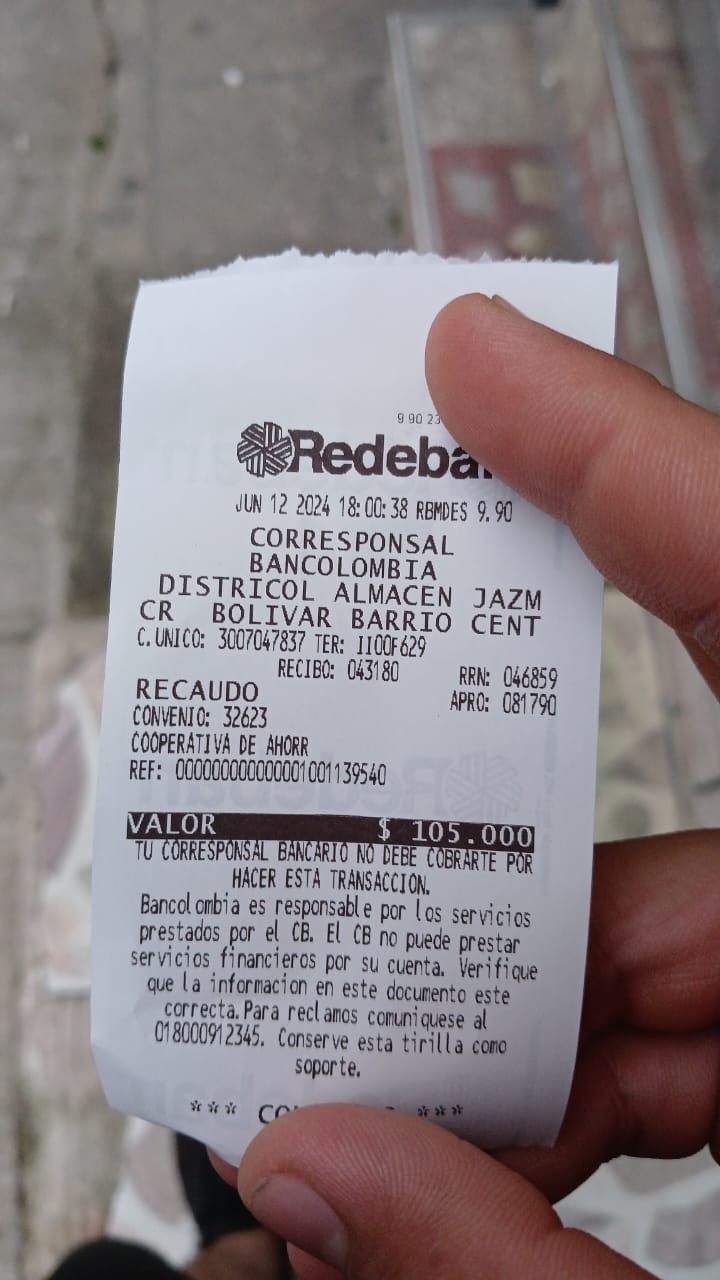 9 90 23
Redeba
JUN 12 2024 18:00:38 RBMDES 9.90
CORRESPONSAL
BANCOLOMBIA
DISTRICOL ALMACEN JAZM
CR BOLIVAR BARRIO CENT
C.UNICO: 3007047837 TER: 1I00F629
RECIBO: 043180 RRN: 046859
RECAUDO APRO: 081790
CONVENIO: 32623
COOPERATIVA DE AHORR
REF: 000000000000001001139540
VALOR $ 105.000
TU CORRESPONSAL BANCARIO NO DEBE COBRARTE POR
HACER ESTA TRANSACCION.
Bancolombia es responsable por los servicios
prestados por el CB. El CB no puede prestar
servicios financieros por su cuenta. Verifique
que la informacion en este documento este
correcta.Para reclamos comuniquese al
018000912345. Conserve esta tirilla como
soporte.
*** ***